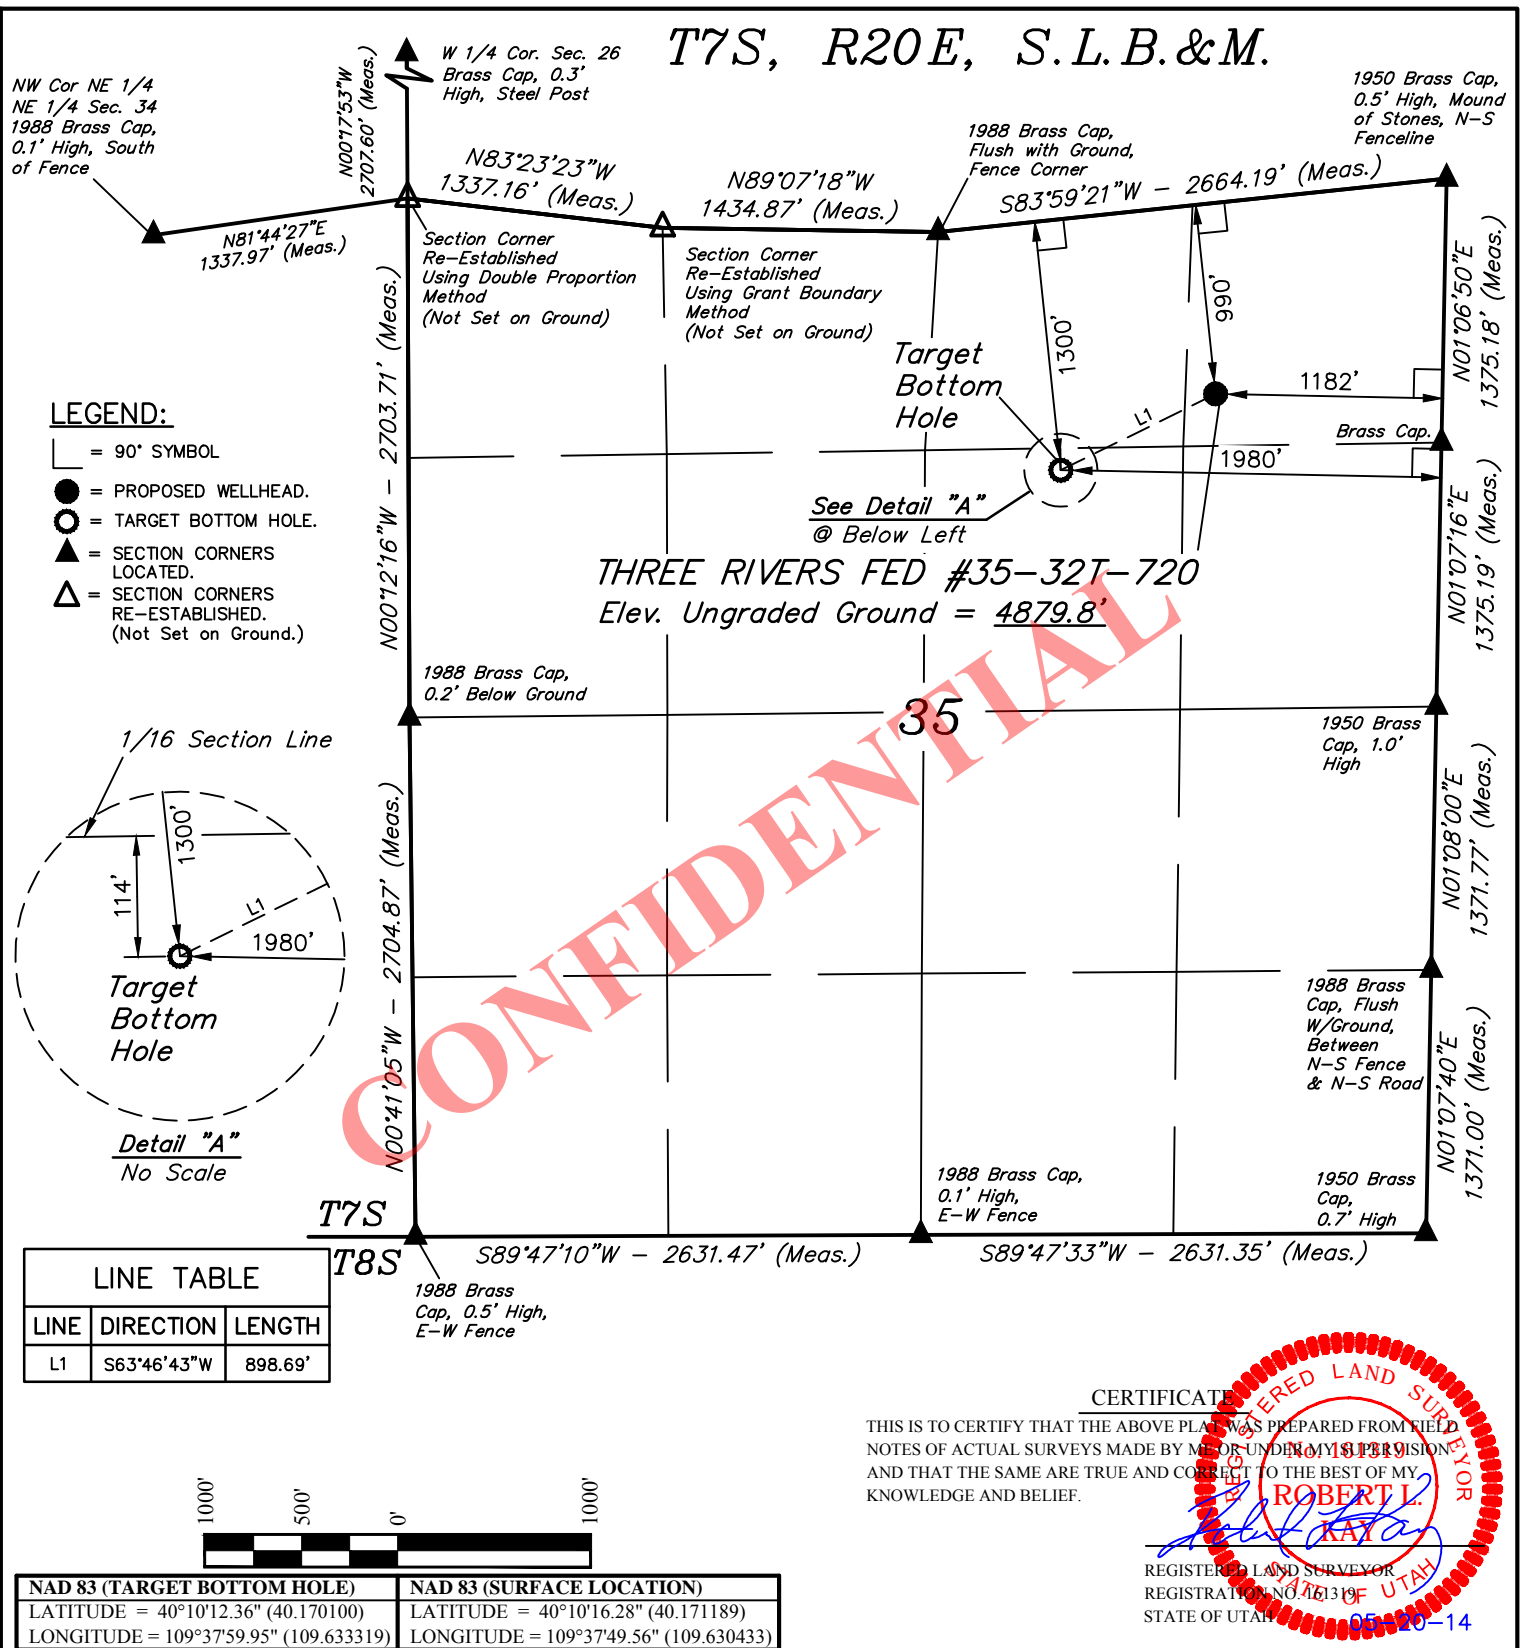 T7S, R20E, S.L.B.&M.
NW Cor NE 1/4
NE 1/4 Sec. 34
1988 Brass Cap,
0.1' High, South
of Fence
N00°17'53"W
2707.60' (Meas.)
W 1/4 Cor. Sec. 26
Brass Cap, 0.3'
High, Steel Post
1950 Brass Cap,
0.5' High, Mound
of Stones, N-S
Fenceline
1988 Brass Cap,
Flush with Ground,
Fence Corner
N83°23'23"W
1337.16' (Meas.)
N89°07'18"W
1434.87' (Meas.)
S83°59'21"W - 2664.19' (Meas.)
N81°44'27"E
1337.97' (Meas.)
Section Corner
Re-Established
Using Double Proportion
Method
(Not Set on Ground)
Section Corner
Re-Established
Using Grant Boundary
Method
(Not Set on Ground)
N01°06'50"E
1375.18' (Meas.)
990'
1300'
1182'
L1
Target
Bottom
Hole
Brass Cap.
1980'
See Detail "A"
@ Below Left
N00°12'16"W - 2703.71' (Meas.)
N01°07'16"E
1375.19' (Meas.)
LEGEND:
= 90° SYMBOL
= PROPOSED WELLHEAD.
= TARGET BOTTOM HOLE.
= SECTION CORNERS
LOCATED.
= SECTION CORNERS
RE-ESTABLISHED.
(Not Set on Ground.)
THREE RIVERS FED #35-32T-720
Elev. Ungraded Ground = 4879.8'
1988 Brass Cap,
0.2' Below Ground
35
1950 Brass
Cap, 1.0'
High
CONFIDENTIAL
1/16 Section Line
1300'
114'
L1
1980'
Target
Bottom
Hole
Detail "A"
No Scale
N00°41'05"W - 2704.87' (Meas.)
N01°08'00"E
1371.77' (Meas.)
1988 Brass
Cap, Flush
W/Ground,
Between
N-S Fence
& N-S Road
N01°07'40"E
1371.00' (Meas.)
1988 Brass Cap,
0.1' High,
E-W Fence
1950 Brass
Cap,
0.7' High
T7S
T8S
S89°47'10"W - 2631.47' (Meas.)
S89°47'33"W - 2631.35' (Meas.)
1988 Brass
Cap, 0.5' High,
E-W Fence
LINE TABLE
LINE DIRECTION LENGTH
L1 S63°46'43"W 898.69'
CERTIFICATE
THIS IS TO CERTIFY THAT THE ABOVE PLAT WAS PREPARED FROM FIELD
NOTES OF ACTUAL SURVEYS MADE BY ME OR UNDER MY SUPERVISION
AND THAT THE SAME ARE TRUE AND CORRECT TO THE BEST OF MY
KNOWLEDGE AND BELIEF.
REGISTERED LAND SURVEYOR
No. 161319
ROBERT L.
KAY
STATE OF UTAH
REGISTERED LAND SURVEYOR
REGISTRATION NO. 161319
STATE OF UTAH
05-20-14
1000' 500' 0' 1000'
NAD 83 (TARGET BOTTOM HOLE)
LATITUDE = 40°10'12.36" (40.170100)
LONGITUDE = 109°37'59.95" (109.633319)
NAD 83 (SURFACE LOCATION)
LATITUDE = 40°10'16.28" (40.171189)
LONGITUDE = 109°37'49.56" (109.630433)